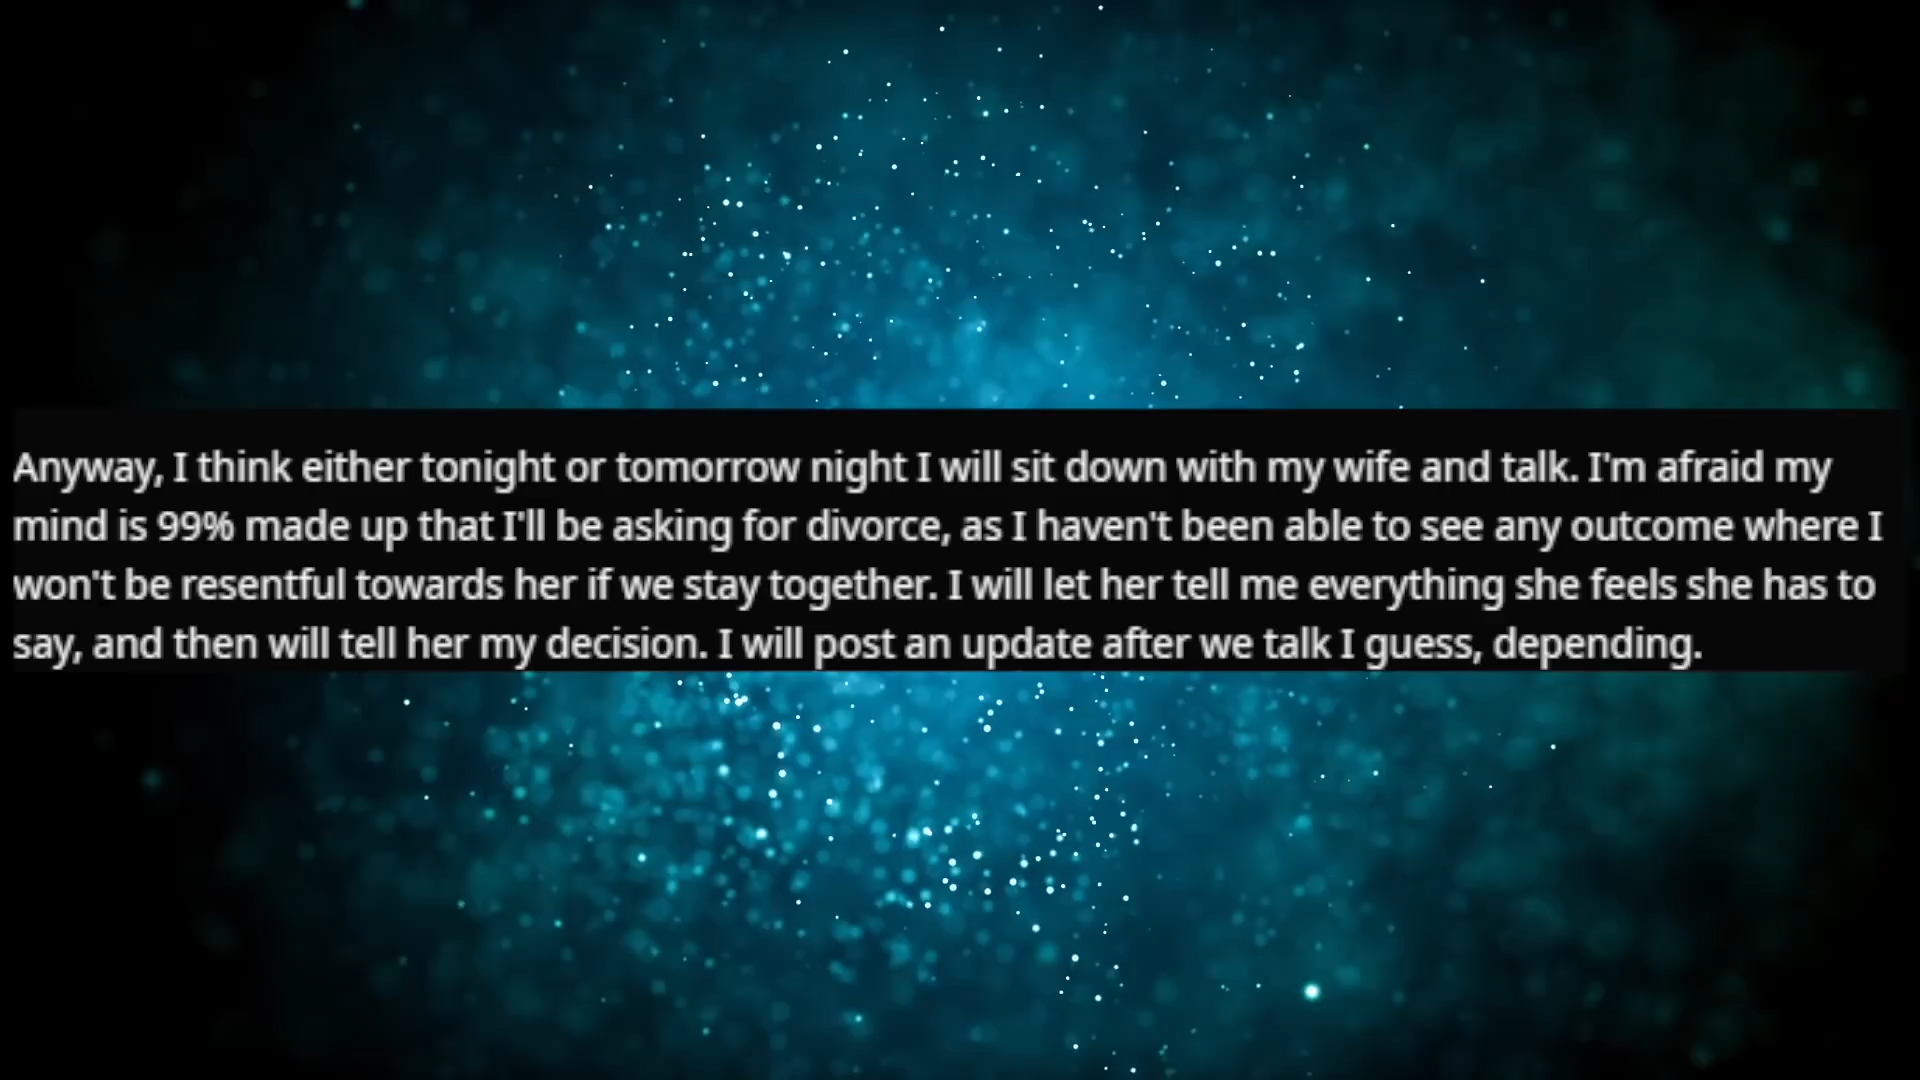 Anyway, I think either tonight or tomorrow night I will sit down with my wife and talk. I'm afraid my
mind is 99% made up that I'll be asking for divorce, as I haven't been able to see any outcome where I
won't be resentful towards her if we stay together. I will let her tell me everything she feels she has to
say, and then will tell her my decision. I will post an update after we talk I guess, depending.